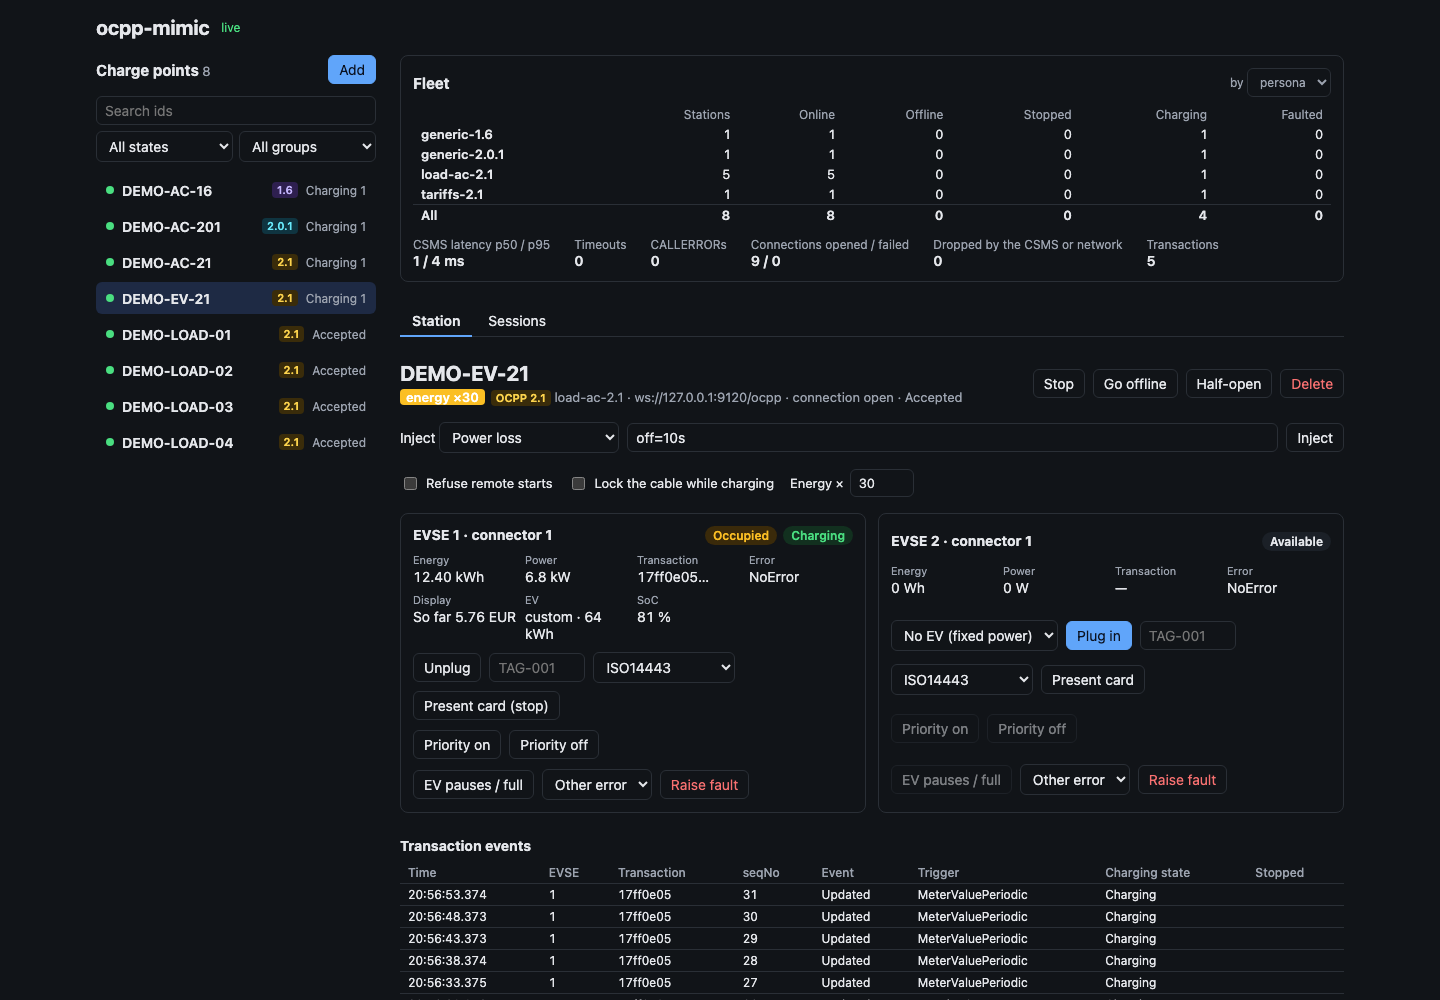 ocpp-mimic live
Charge points 8
Add
Search ids
All states
All groups
DEMO-AC-16 1.6 Charging 1
DEMO-AC-201 2.0.1 Charging 1
DEMO-AC-21 2.1 Charging 1
DEMO-EV-21 2.1 Charging 1
DEMO-LOAD-01 2.1 Accepted
DEMO-LOAD-02 2.1 Accepted
DEMO-LOAD-03 2.1 Accepted
DEMO-LOAD-04 2.1 Accepted
Fleet
by persona
Stations Online Offline Stopped Charging Faulted
generic-1.6 1 1 0 0 1 0
generic-2.0.1 1 1 0 0 1 0
load-ac-2.1 5 5 0 0 1 0
tariffs-2.1 1 1 0 0 1 0
All 8 8 0 0 4 0
CSMS latency p50 / p95 Timeouts CALLERRORs Connections opened / failed Dropped by the CSMS or network Transactions
1 / 4 ms 0 0 9 / 0 0 5
Station Sessions
DEMO-EV-21
energy ×30 OCPP 2.1 load-ac-2.1 · ws://127.0.0.1:9120/ocpp · connection open · Accepted
Stop Go offline Half-open Delete
Inject Power loss off=10s Inject
Refuse remote starts Lock the cable while charging Energy × 30
EVSE 1 · connector 1 Occupied Charging
Energy Power Transaction Error
12.40 kWh 6.8 kW 17ff0e05... NoError
Display EV SoC
So far 5.76 EUR custom · 64 kWh 81 %
Unplug TAG-001 ISO14443
Present card (stop)
Priority on Priority off
EV pauses / full Other error Raise fault
EVSE 2 · connector 1 Available
Energy Power Transaction Error
0 Wh 0 W — NoError
No EV (fixed power) Plug in TAG-001
ISO14443 Present card
Priority on Priority off
EV pauses / full Other error Raise fault
Transaction events
Time EVSE Transaction seqNo Event Trigger Charging state Stopped
20:56:53.374 1 17ff0e05 31 Updated MeterValuePeriodic Charging
20:56:48.373 1 17ff0e05 30 Updated MeterValuePeriodic Charging
20:56:43.373 1 17ff0e05 29 Updated MeterValuePeriodic Charging
20:56:38.374 1 17ff0e05 28 Updated MeterValuePeriodic Charging
20:56:33.375 1 17ff0e05 27 Updated MeterValuePeriodic Charging